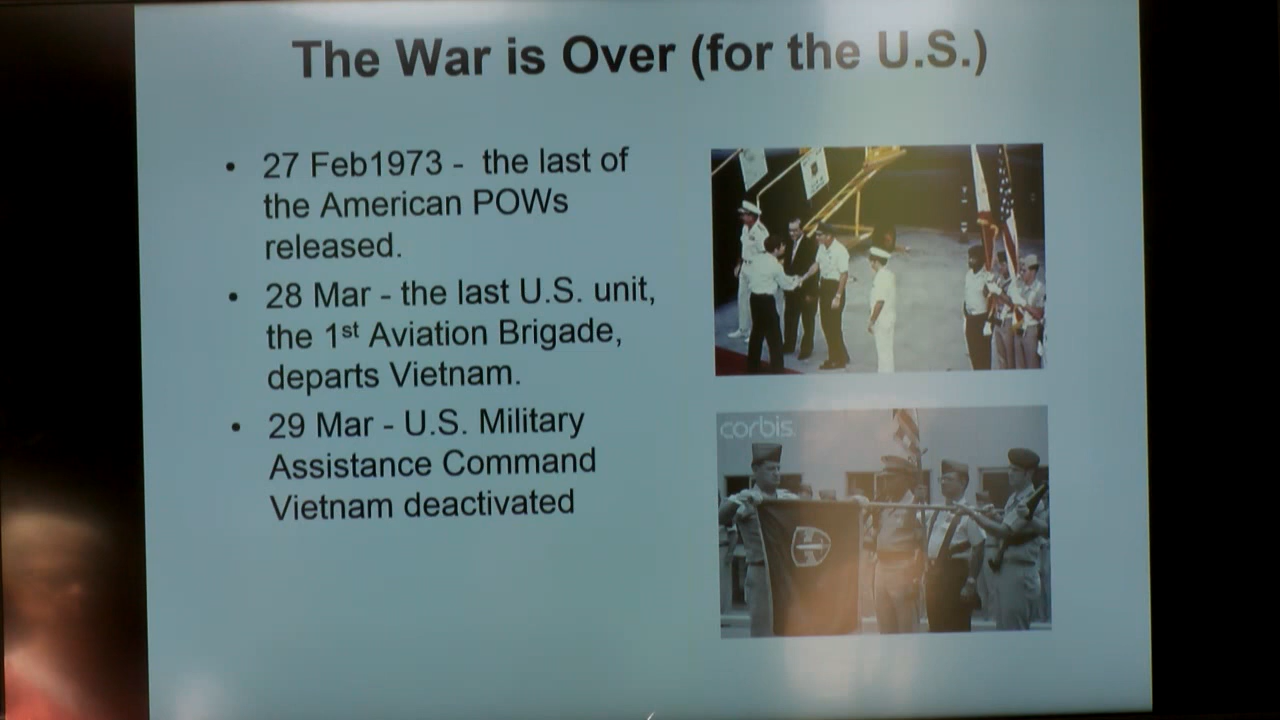 The War is Over (for the U.S.)
• 27 Feb1973 - the last of
the American POWs
released.
• 28 Mar - the last U.S. unit,
the 1st Aviation Brigade,
departs Vietnam.
• 29 Mar - U.S. Military
Assistance Command
Vietnam deactivated
corbis.